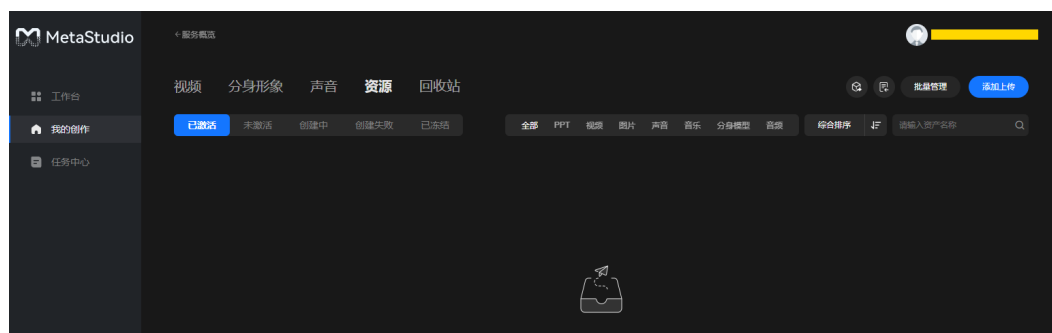 MetaStudio
←服务概览
视频 分身形象 声音 资源 回收站
批量管理 添加上传
工作台
我的创作
任务中心
已激活 未激活 创建中 创建失败 已冻结
全部 PPT 视频 图片 声音 音乐 分身模型 音频
综合排序 请输入资产名称